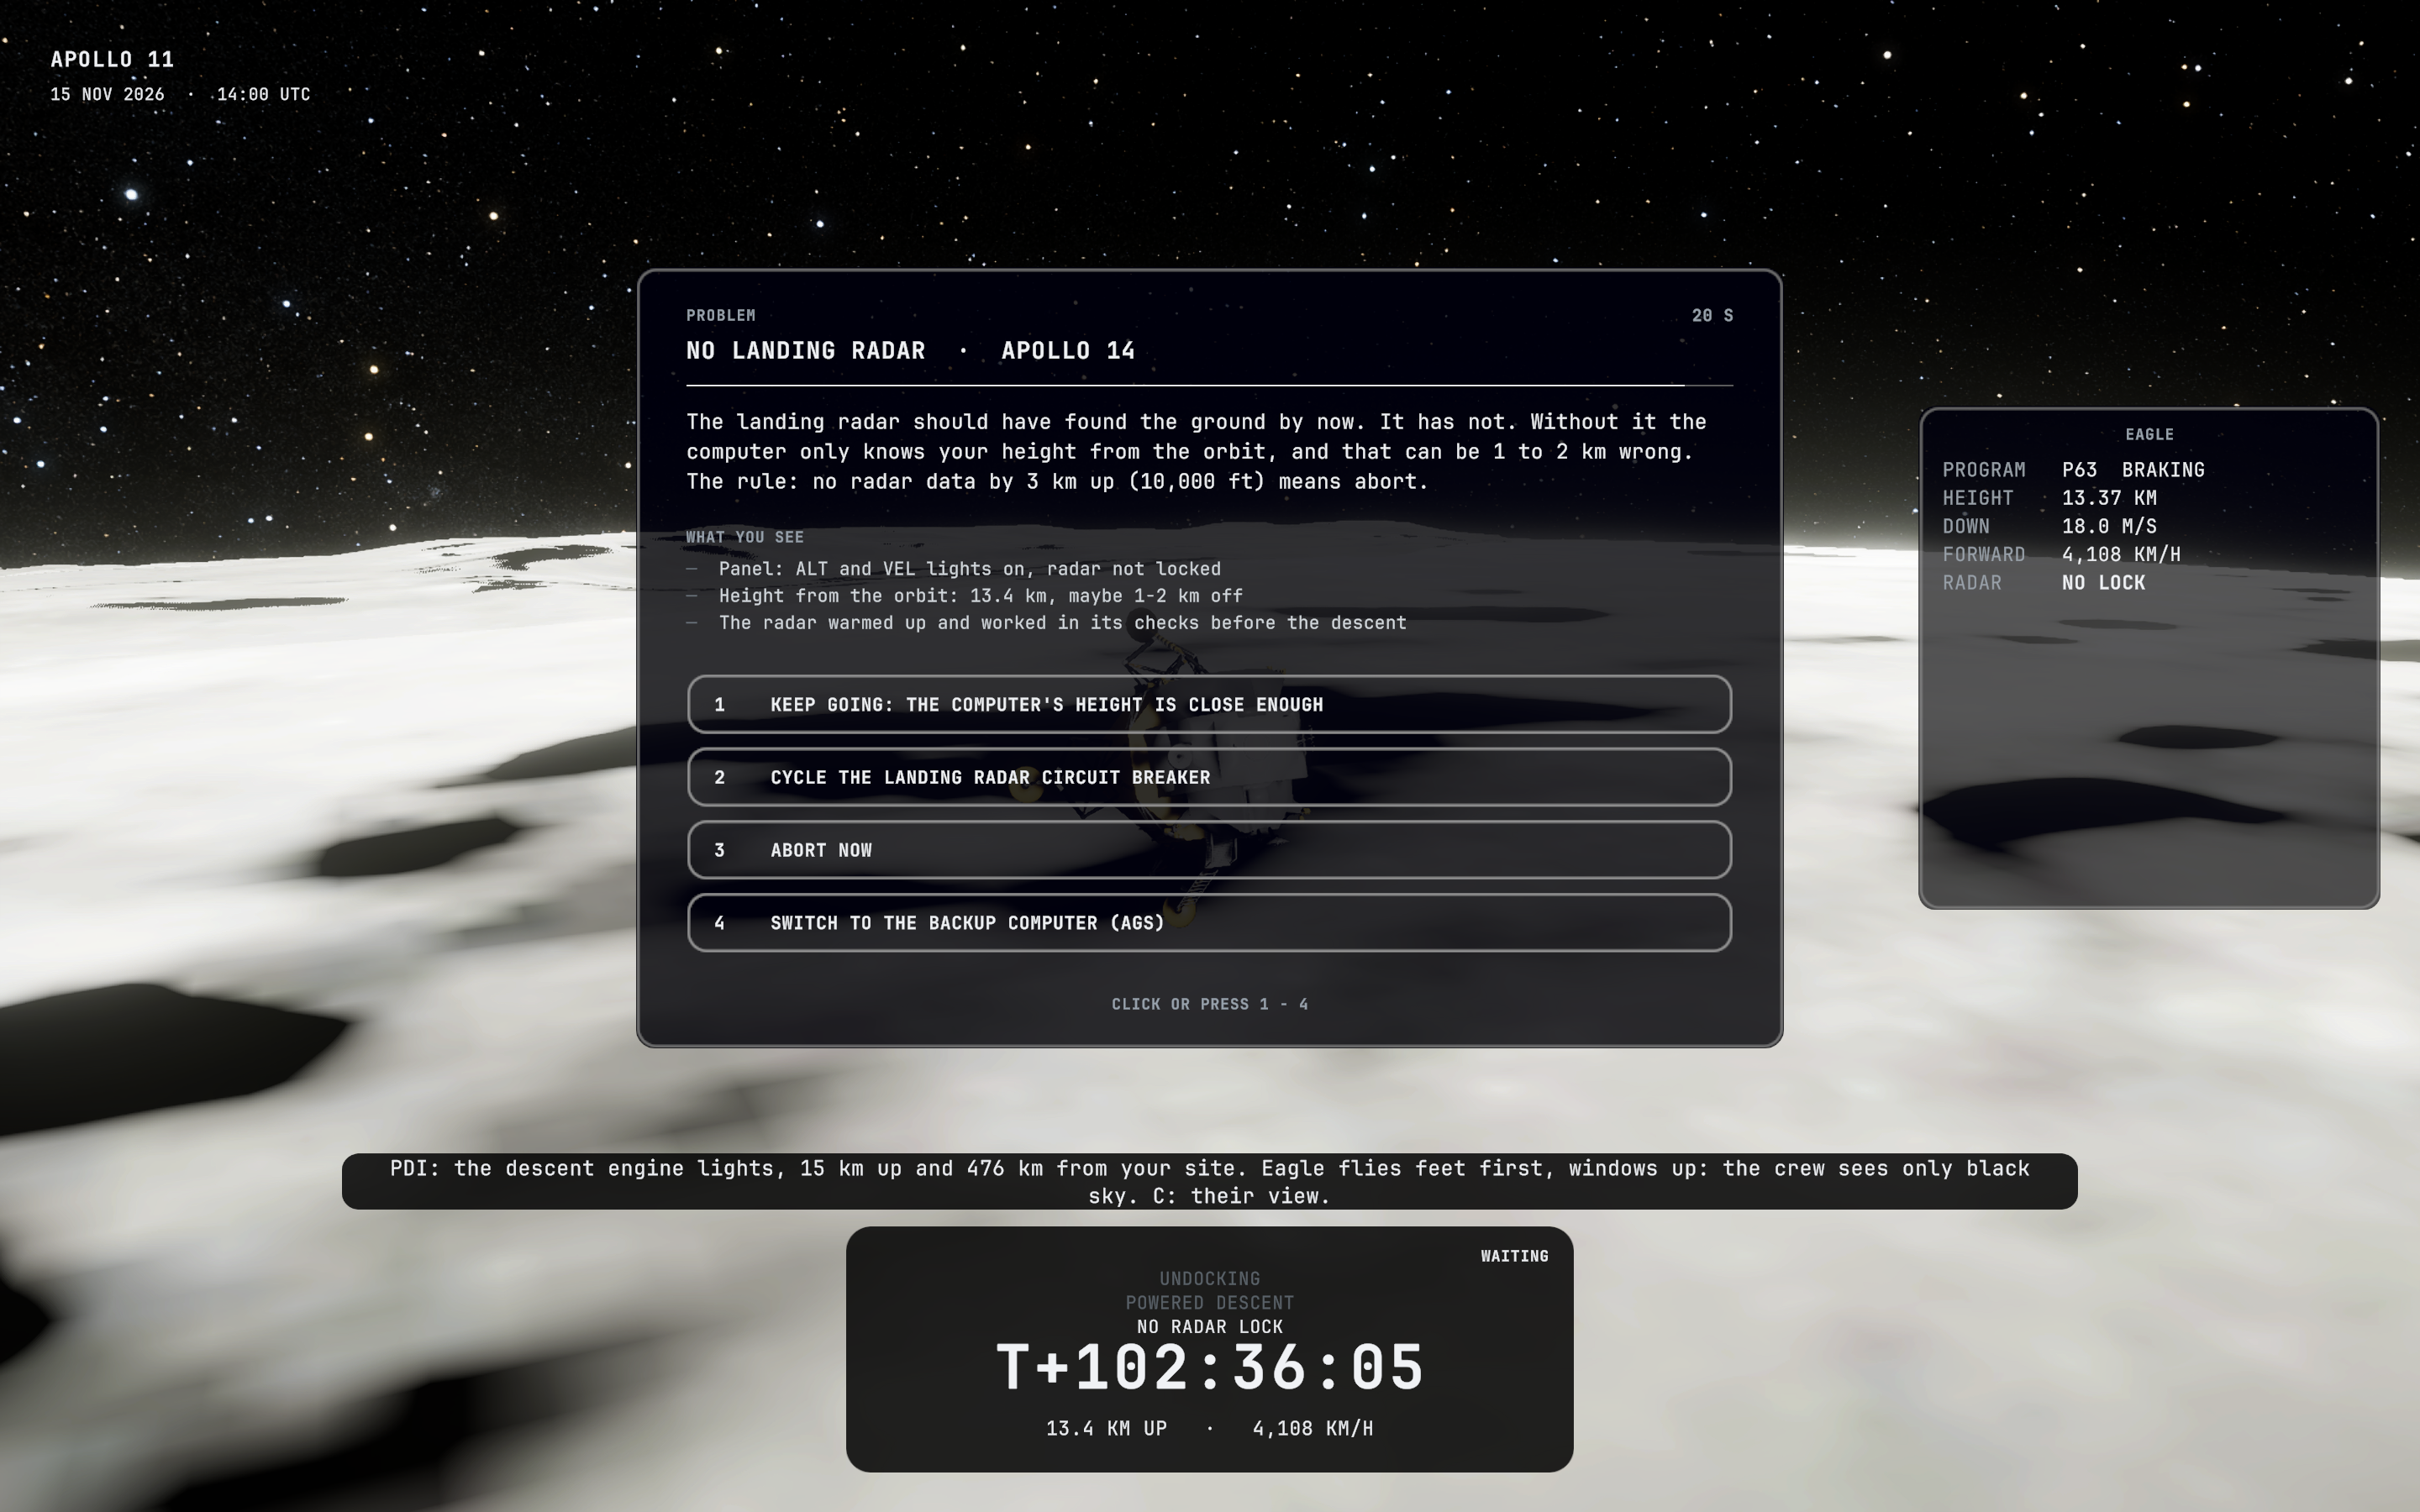 APOLLO 11
15 NOV 2026 · 14:00 UTC
PROBLEM
20 S
NO LANDING RADAR · APOLLO 14
The landing radar should have found the ground by now. It has not. Without it the
computer only knows your height from the orbit, and that can be 1 to 2 km wrong.
The rule: no radar data by 3 km up (10,000 ft) means abort.
WHAT YOU SEE
— Panel: ALT and VEL lights on, radar not locked
— Height from the orbit: 13.4 km, maybe 1-2 km off
— The radar warmed up and worked in its checks before the descent
1 KEEP GOING: THE COMPUTER'S HEIGHT IS CLOSE ENOUGH
2 CYCLE THE LANDING RADAR CIRCUIT BREAKER
3 ABORT NOW
4 SWITCH TO THE BACKUP COMPUTER (AGS)
CLICK OR PRESS 1 - 4
EAGLE
PROGRAM P63 BRAKING
HEIGHT 13.37 KM
DOWN 18.0 M/S
FORWARD 4,108 KM/H
RADAR NO LOCK
PDI: the descent engine lights, 15 km up and 476 km from your site. Eagle flies feet first, windows up: the crew sees only black
sky. C: their view.
WAITING
UNDOCKING
POWERED DESCENT
NO RADAR LOCK
T+102:36:05
13.4 KM UP · 4,108 KM/H